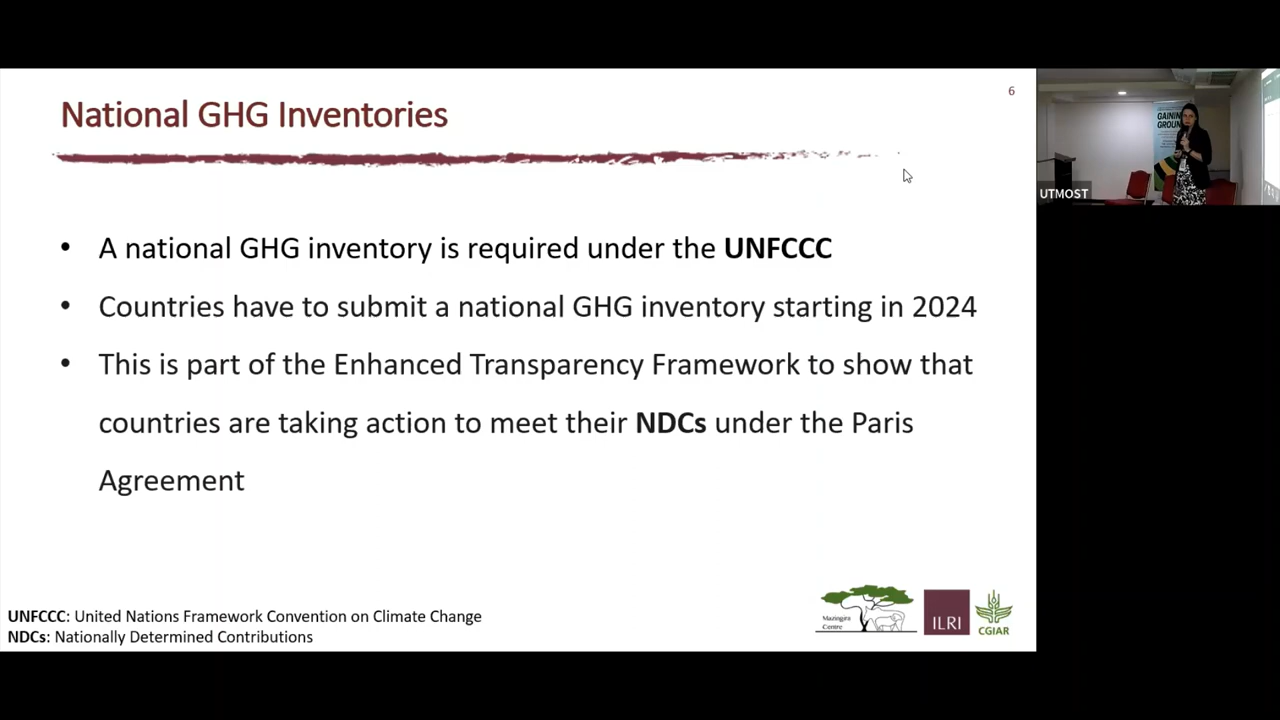 National GHG Inventories
6
• A national GHG inventory is required under the UNFCCC
• Countries have to submit a national GHG inventory starting in 2024
• This is part of the Enhanced Transparency Framework to show that
countries are taking action to meet their NDCs under the Paris
Agreement
UNFCCC: United Nations Framework Convention on Climate Change
NDCs: Nationally Determined Contributions
Mazingira
Centre
ILRI
CGIAR
GAININ
GROUN
UTMOST